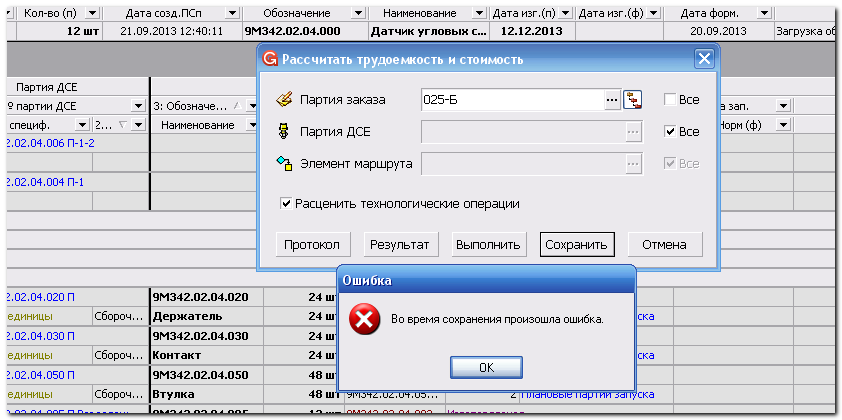 Кол-во (п) Дата созд.ПСп Обозначение Наименование Дата изг.(п) Дата изг.(ф) Дата форм.
12 шт 21.09.2013 12:40:11 9М342.02.04.000 Датчик угловых с... 12.12.2013 20.09.2013 Загрузка об
Рассчитать трудоемкость и стоимость
Партия ДСЕ
Партия заказа 025-Б ... Все
º партии ДСЕ 3: Обозначе... а зап.
Партия ДСЕ ... Все
специф. 2... Наименование Норм (ф)
2.02.04.006 П-1-2
Элемент маршрута ... Все
2.02.04.004 П-1
Расценить технологические операции
Протокол Результат Выполнить Сохранить Отмена
Ошибка
2.02.04.020 П 9М342.02.04.020 24 шт
единицы Сбороч... Держатель 24 шт уска
Во время сохранения произошла ошибка.
2.02.04.030 П 9М342.02.04.030 24 шт
единицы Сбороч... Контакт 24 шт уска
2.02.04.050 П 9М342.02.04.050 48 шт
OK
единицы Сбороч... Втулка 48 шт 9М342.02.04.05... 2 Плановые партии запуска